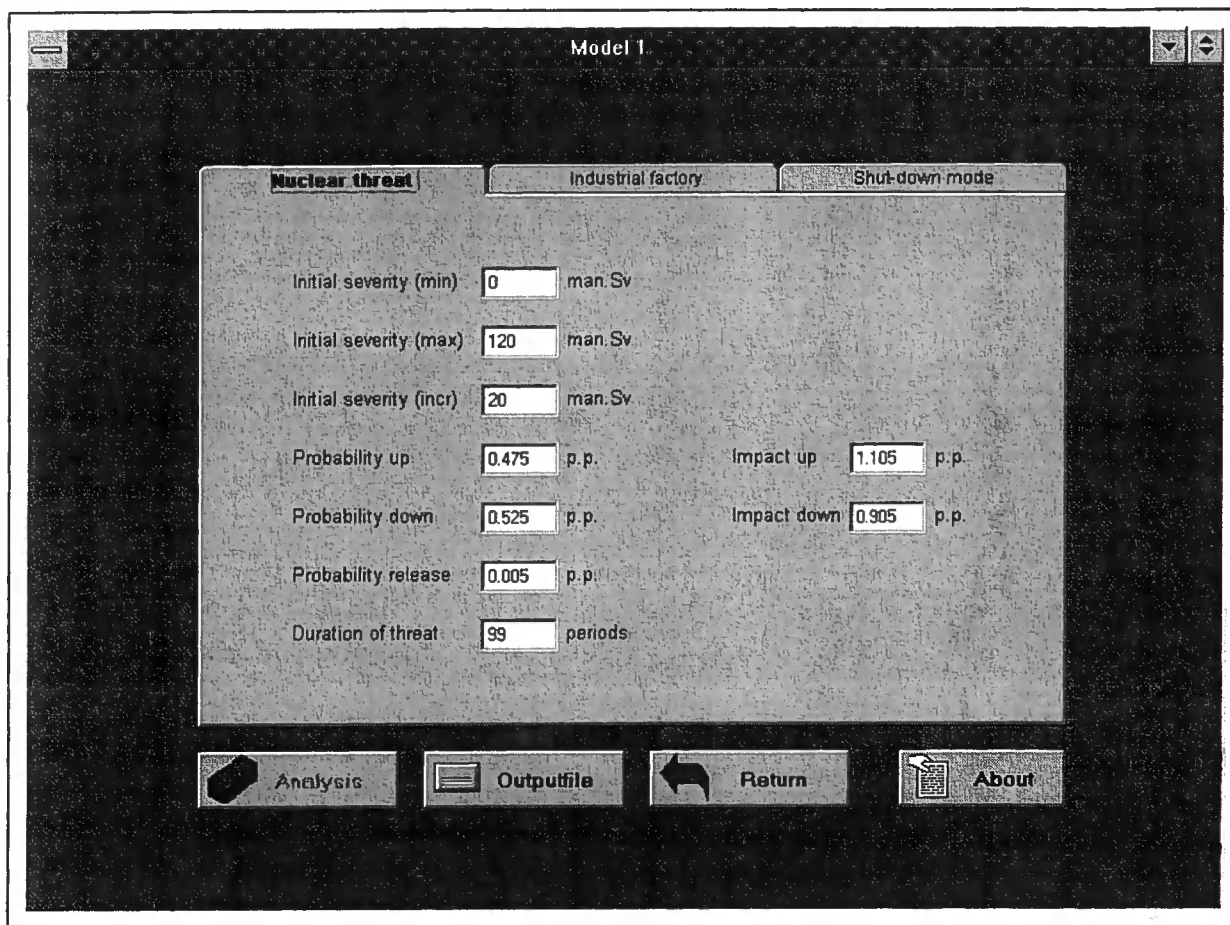 Model 1
Nuclear threat Industrial factory Shut-down mode
Initial severity (min) 0 man.Sv
Initial severity (max) 120 man.Sv
Initial severity (incr) 20 man.Sv
Probability up 0.475 p.p. Impact up 1.105 p.p.
Probability down 0.525 p.p. Impact down 0.905 p.p.
Probability release 0.005 p.p.
Duration of threat 99 periods
Analysis Outputfile Return About